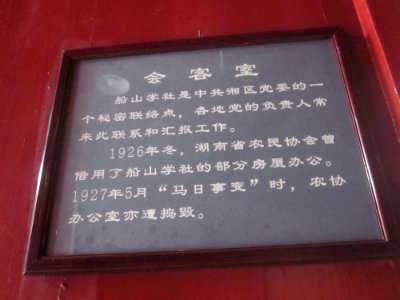 会客室
船山学社是中共湘区党委的一
个秘密联络点，各地党的负责人常
来此联系和汇报工作。
1926年冬，湖南省农民协会曾
借用了船山学社的部分房屋办公。
1927年5月“马日事变”时，农协
办公室亦遭捣毁。